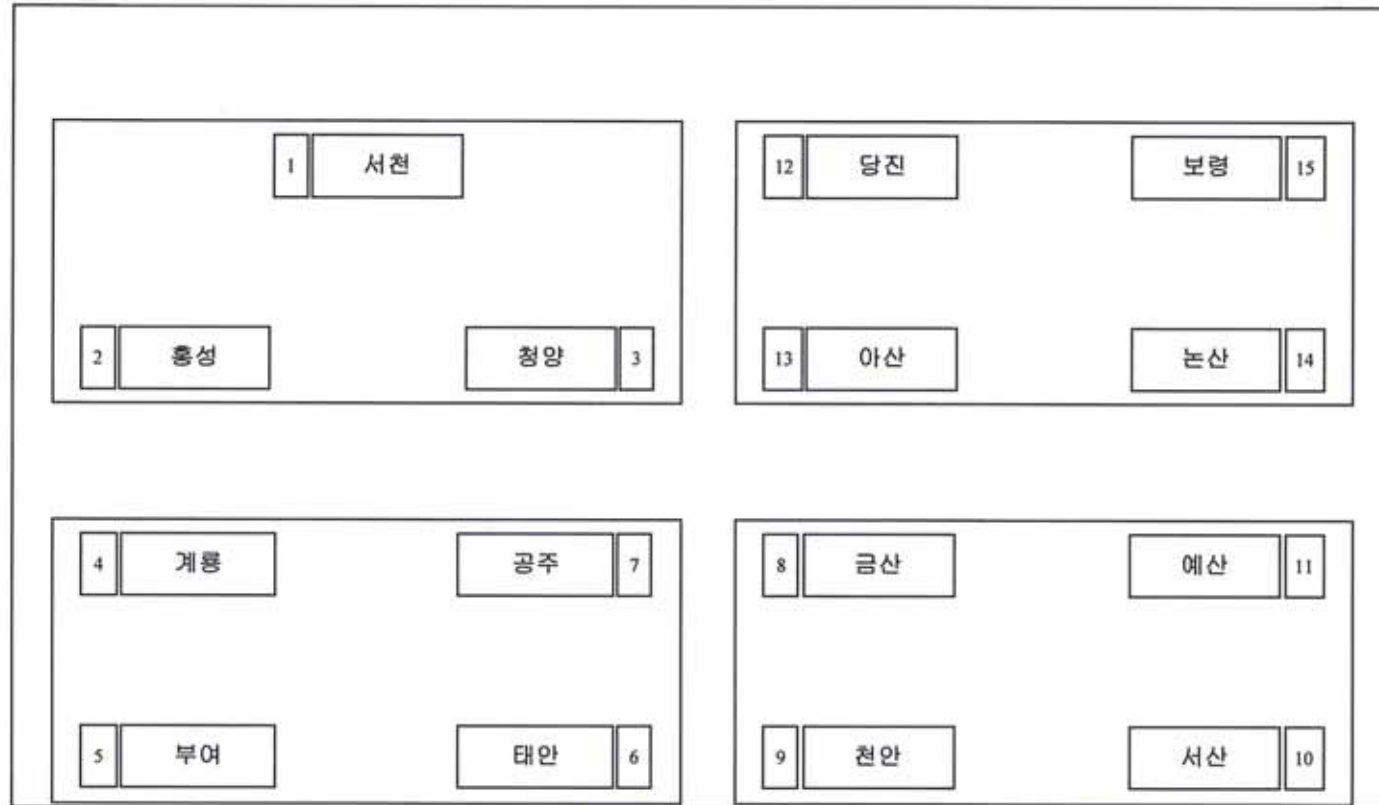 1 서천
2 홍성
청양 3
12 당진
보령 15
13 아산
논산 14
4 계룡
공주 7
5 부여
태안 6
8 금산
예산 11
9 천안
서산 10